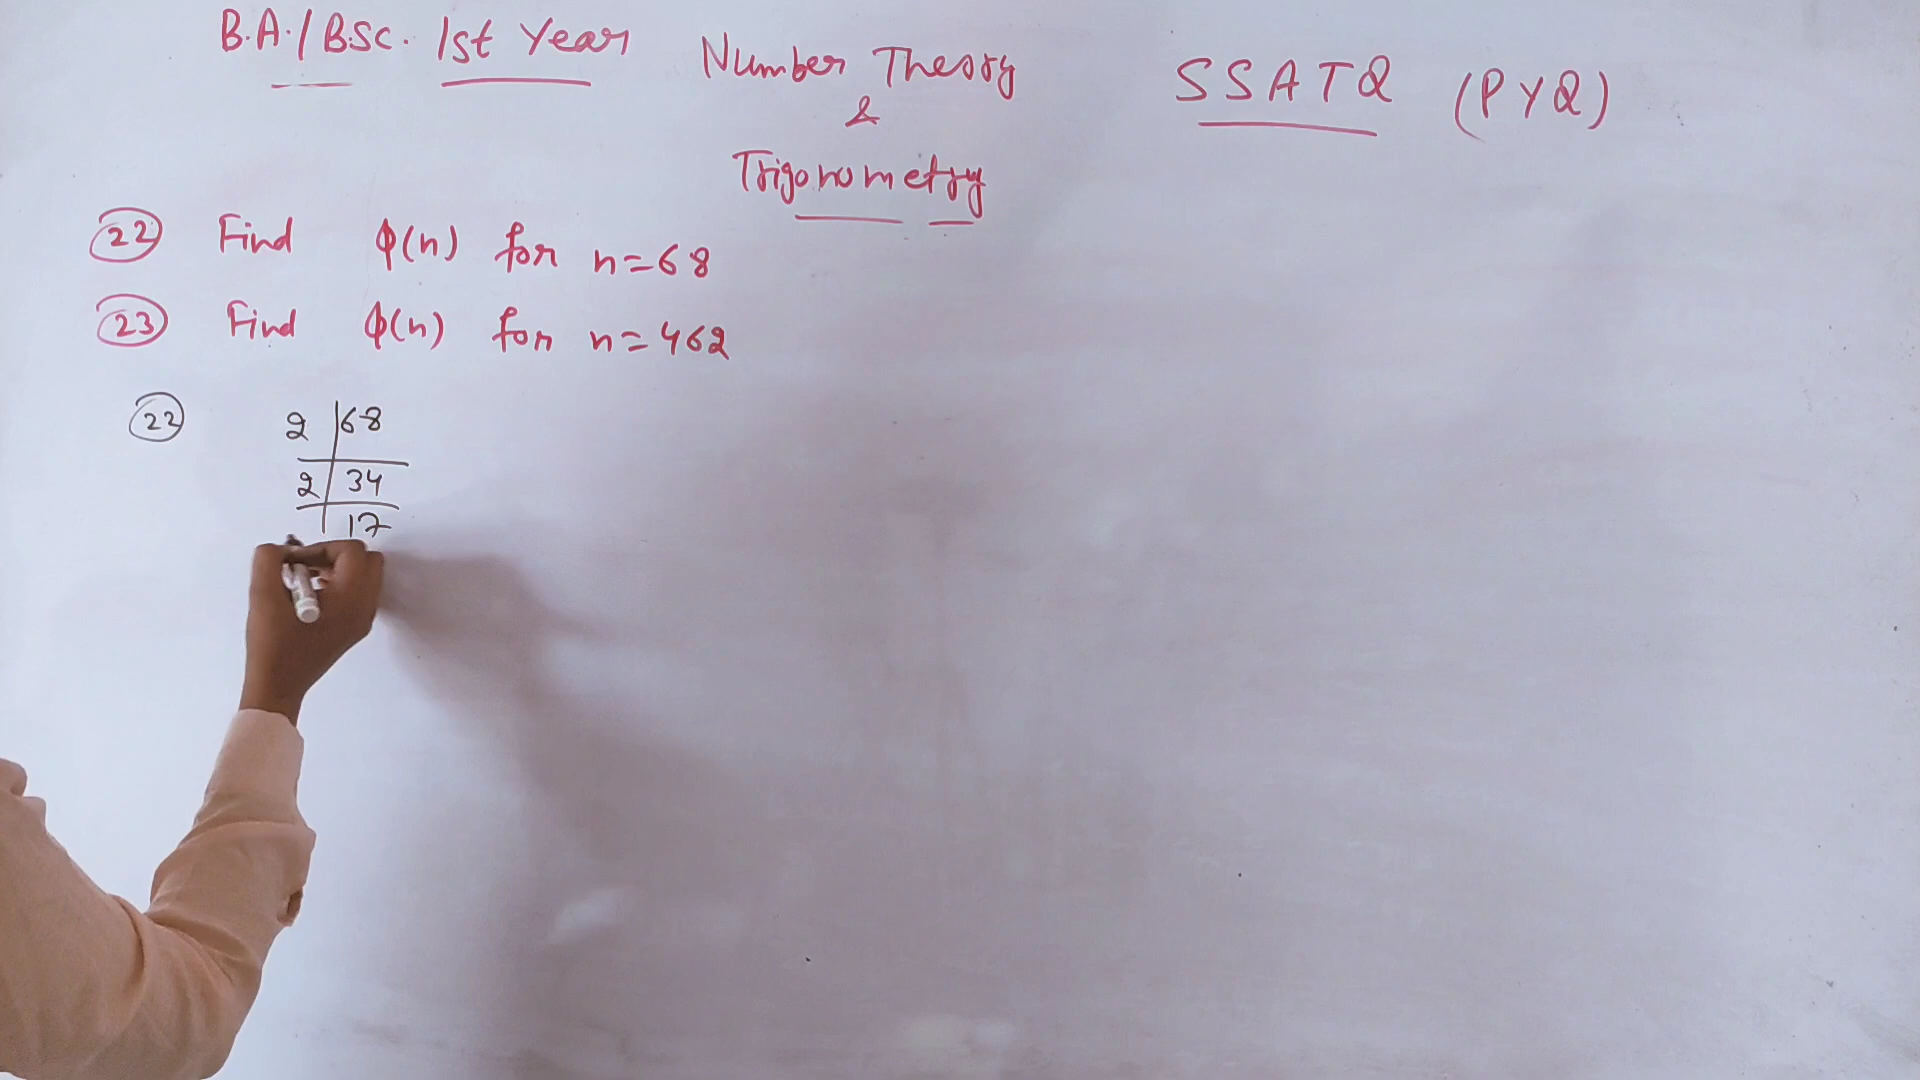 B.A./B.Sc. 1st Year
Number Theory
&
Trigonometry
SSATQ (PYQ)
22 Find ϕ(n) for n=68
23 Find ϕ(n) for n=462
22
2 | 68
2 | 34
| 17